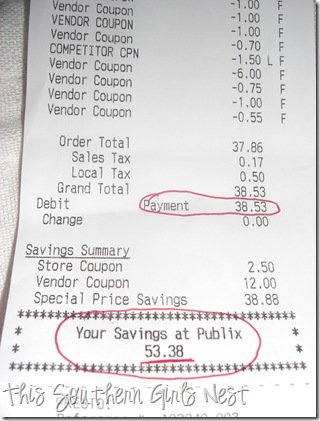 -1.00 F
VENDOR COUPON -1.00 F
Vendor Coupon -1.00 F
VENDOR COUPON -0.70 F
COMPETITOR CPN -1.50 L F
Vendor Coupon -6.00 F
Vendor Coupon -0.75 F
Vendor Coupon -1.00 F
Vendor Coupon -0.55 F
Order Total 37.86
Sales Tax 0.17
Local Tax 0.50
Grand Total 38.53
Debit Payment 38.53
Change 0.00
Savings Summary
Store Coupon 2.50
Vendor Coupon 12.00
Special Price Savings 38.88
Your Savings at Publix
53.38
This Southern Girls Nest